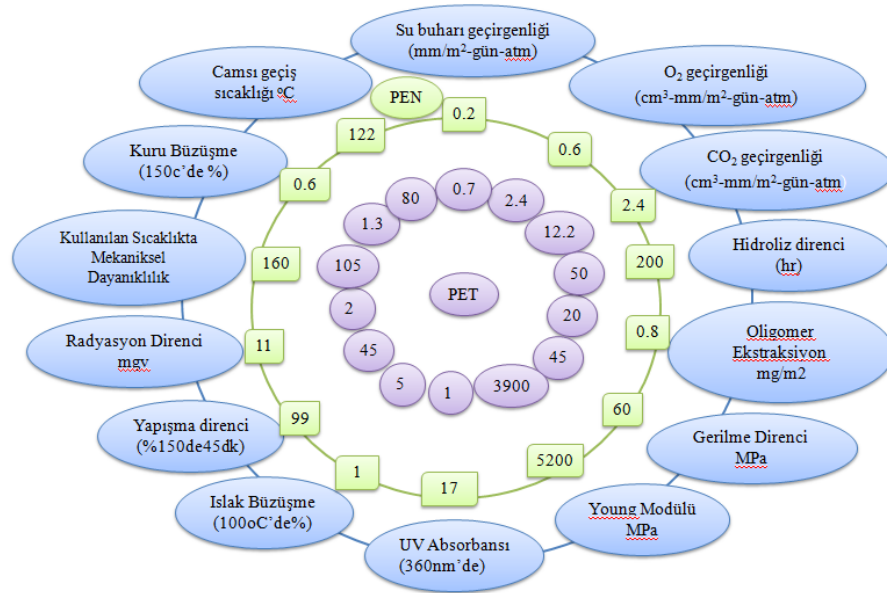 Su buharı geçirgenliği
(mm/m²-gün-atm)
O₂ geçirgenliği
(cm³-mm/m²-gün-atm)
CO₂ geçirgenliği
(cm³-mm/m²-gün-atm)
Hidroliz direnci
(hr)
Oligomer
Ekstraksiyon
mg/m2
Gerilme Direnci
MPa
Young Modülü
MPa
UV Absorbansı
(360nm’de)
Islak Büzüşme
(100oC’de%)
Yapışma direnci
(%150de45dk)
Radyasyon Direnci
mgv
Kullanılan Sıcaklıkta
Mekaniksel
Dayanıklılık
Kuru Büzüşme
(150c’de %)
Camsı geçiş
sıcaklığı ⁰C
PEN
0.2
0.6
2.4
200
0.8
60
5200
17
1
99
11
160
0.6
122
PET
0.7
2.4
12.2
50
20
45
3900
1
5
45
2
105
1.3
80